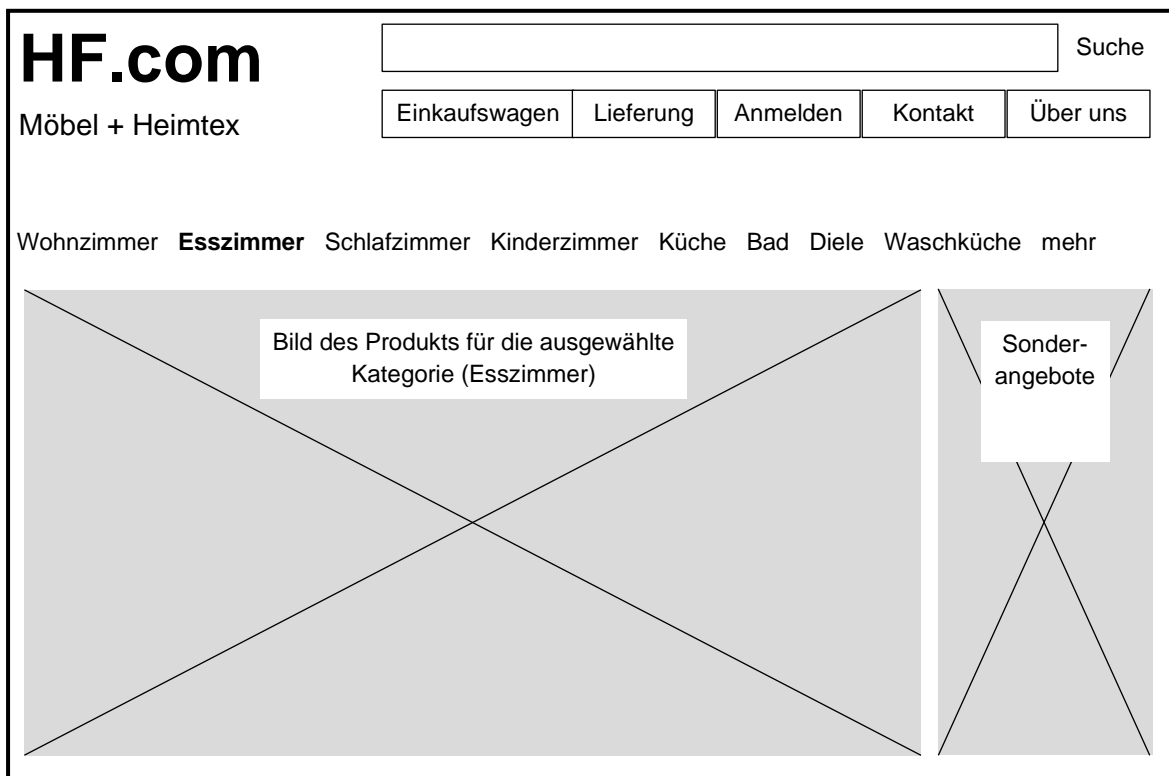 HF.com
Möbel + Heimtex
Suche
Einkaufswagen Lieferung Anmelden Kontakt Über uns
Wohnzimmer Esszimmer Schlafzimmer Kinderzimmer Küche Bad Diele Waschküche mehr
Bild des Produkts für die ausgewählte
Kategorie (Esszimmer)
Sonder-
angebote